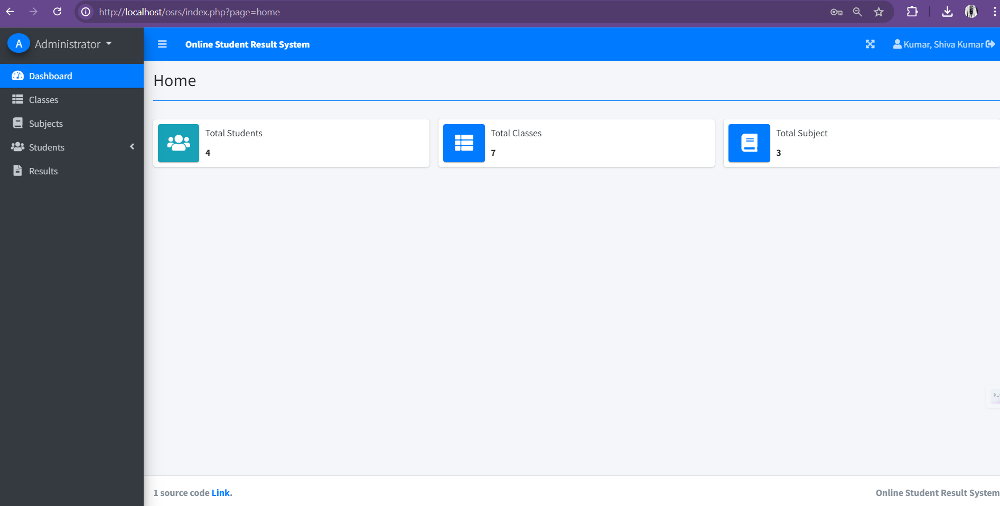 http://localhost/osrs/index.php?page=home
A Administrator
Online Student Result System
Kumar, Shiva Kumar
Dashboard
Classes
Subjects
Students
Results
Home
Total Students
4
Total Classes
7
Total Subject
3
1 source code Link.
Online Student Result System